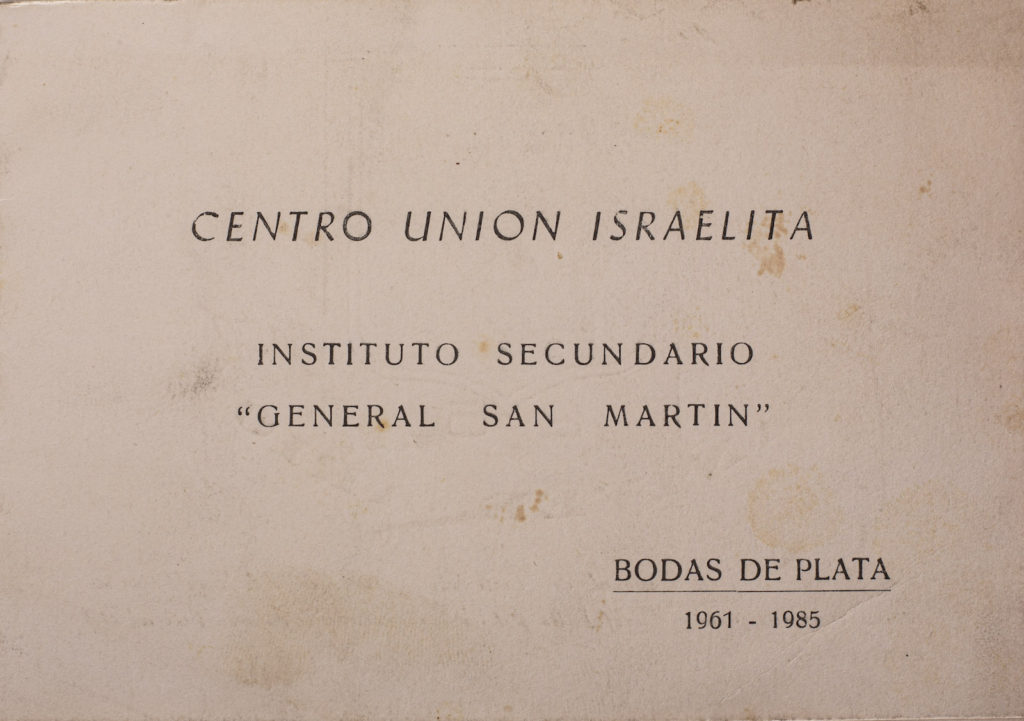 CENTRO UNION ISRAELITA
INSTITUTO SECUNDARIO
“GENERAL SAN MARTIN”
BODAS DE PLATA
1961 - 1985